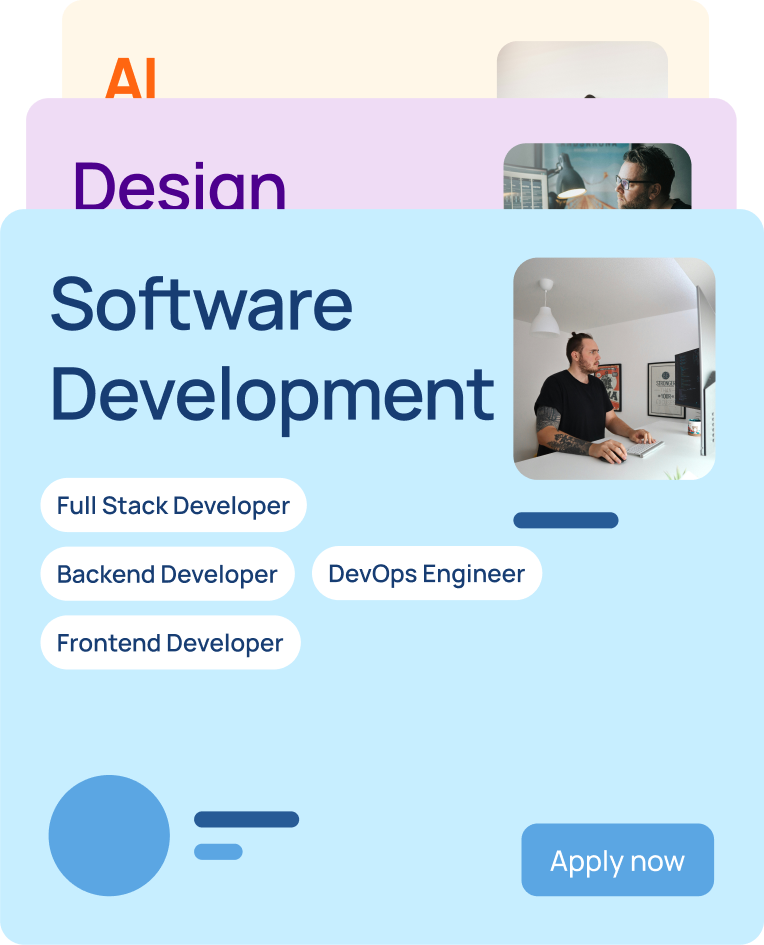 AI
Design
Software
Development
Full Stack Developer
Backend Developer
DevOps Engineer
Frontend Developer
Apply now